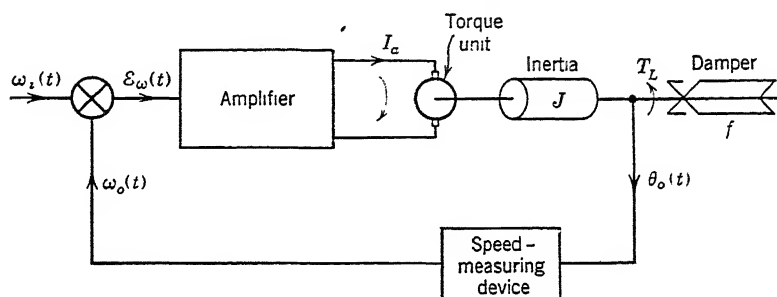 Torque
unit
ω_i(t)
ℰ_ω(t)
Amplifier
I_a
Inertia
J
T_L
Damper
f
ω_o(t)
θ_o(t)
Speed-
measuring
device